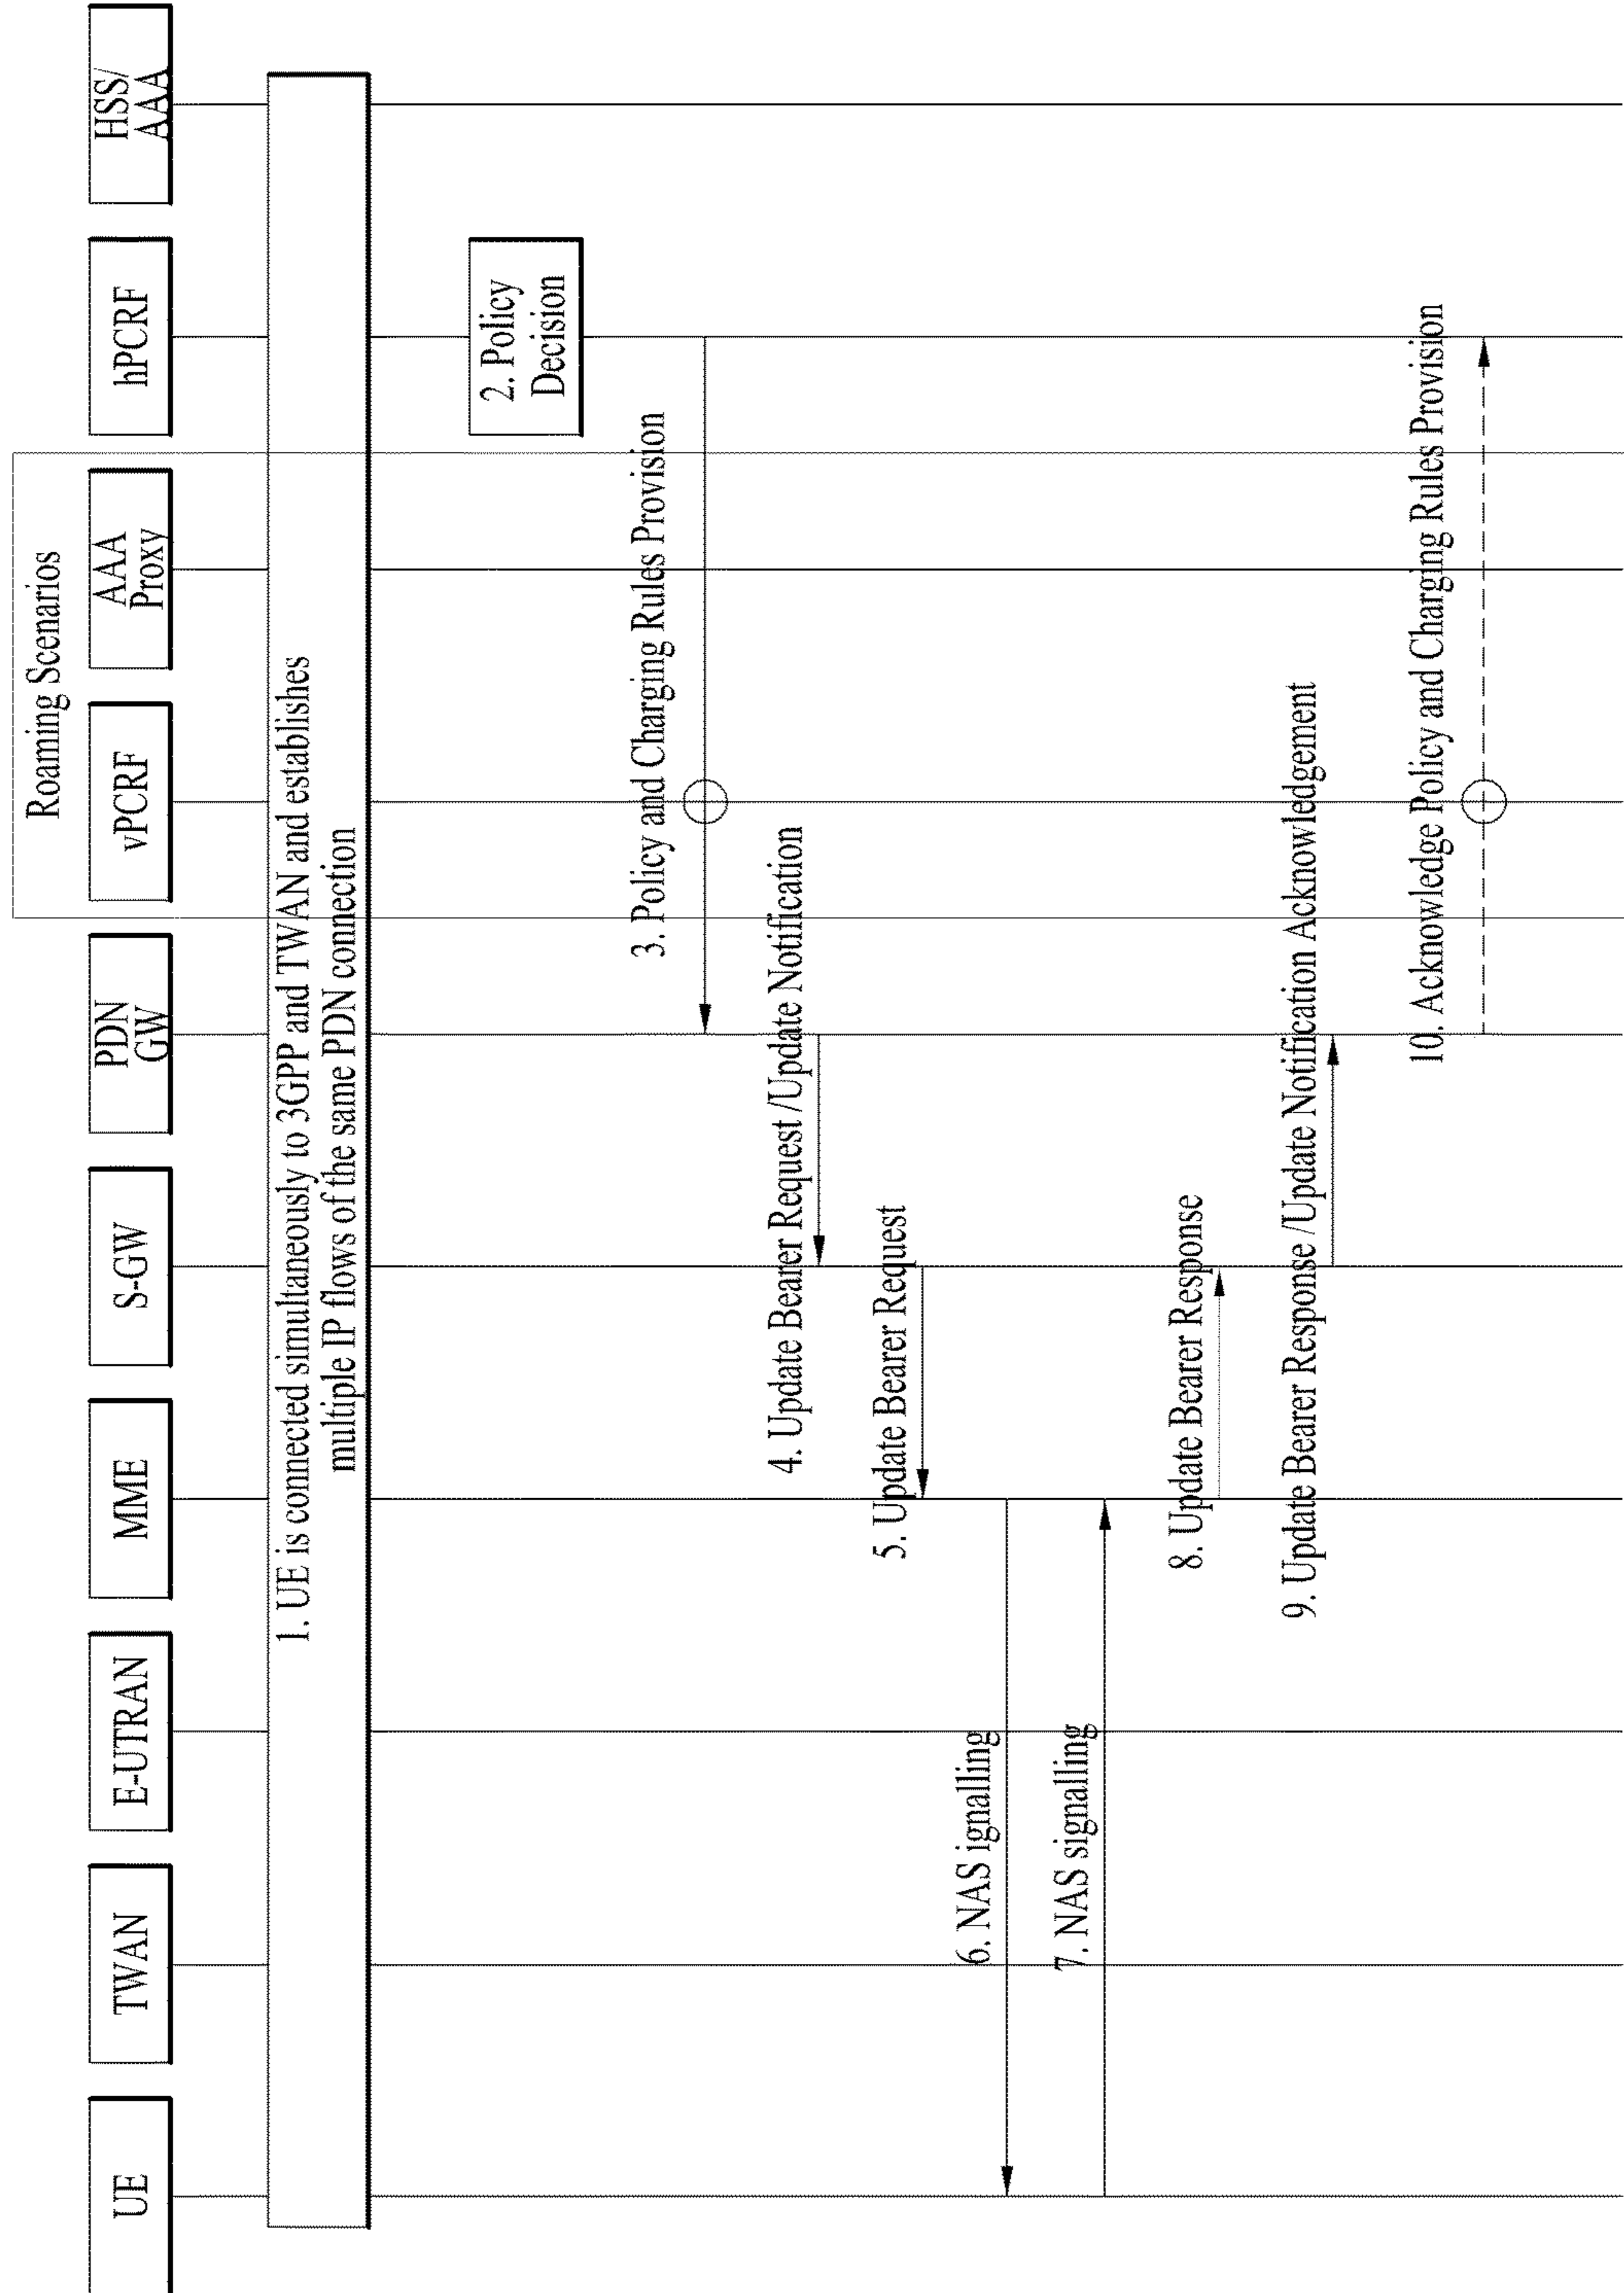 Roaming Scenarios
UE
TWAN
E-UTRAN
MME
S-GW
PDN
GW
vPCRF
AAA
Proxy
hPCRF
HSS/
AAA
1. UE is connected simultaneously to 3GPP and TWAN and establishes
multiple IP flows of the same PDN connection
2. Policy
Decision
3. Policy and Charging Rules Provision
4. Update Bearer Request /Update Notification
5. Update Bearer Request
6. NAS ignalling
7. NAS signalling
8. Update Bearer Response
9. Update Bearer Response /Update Notification Acknowledgement
10. Acknowledge Policy and Charging Rules Provision